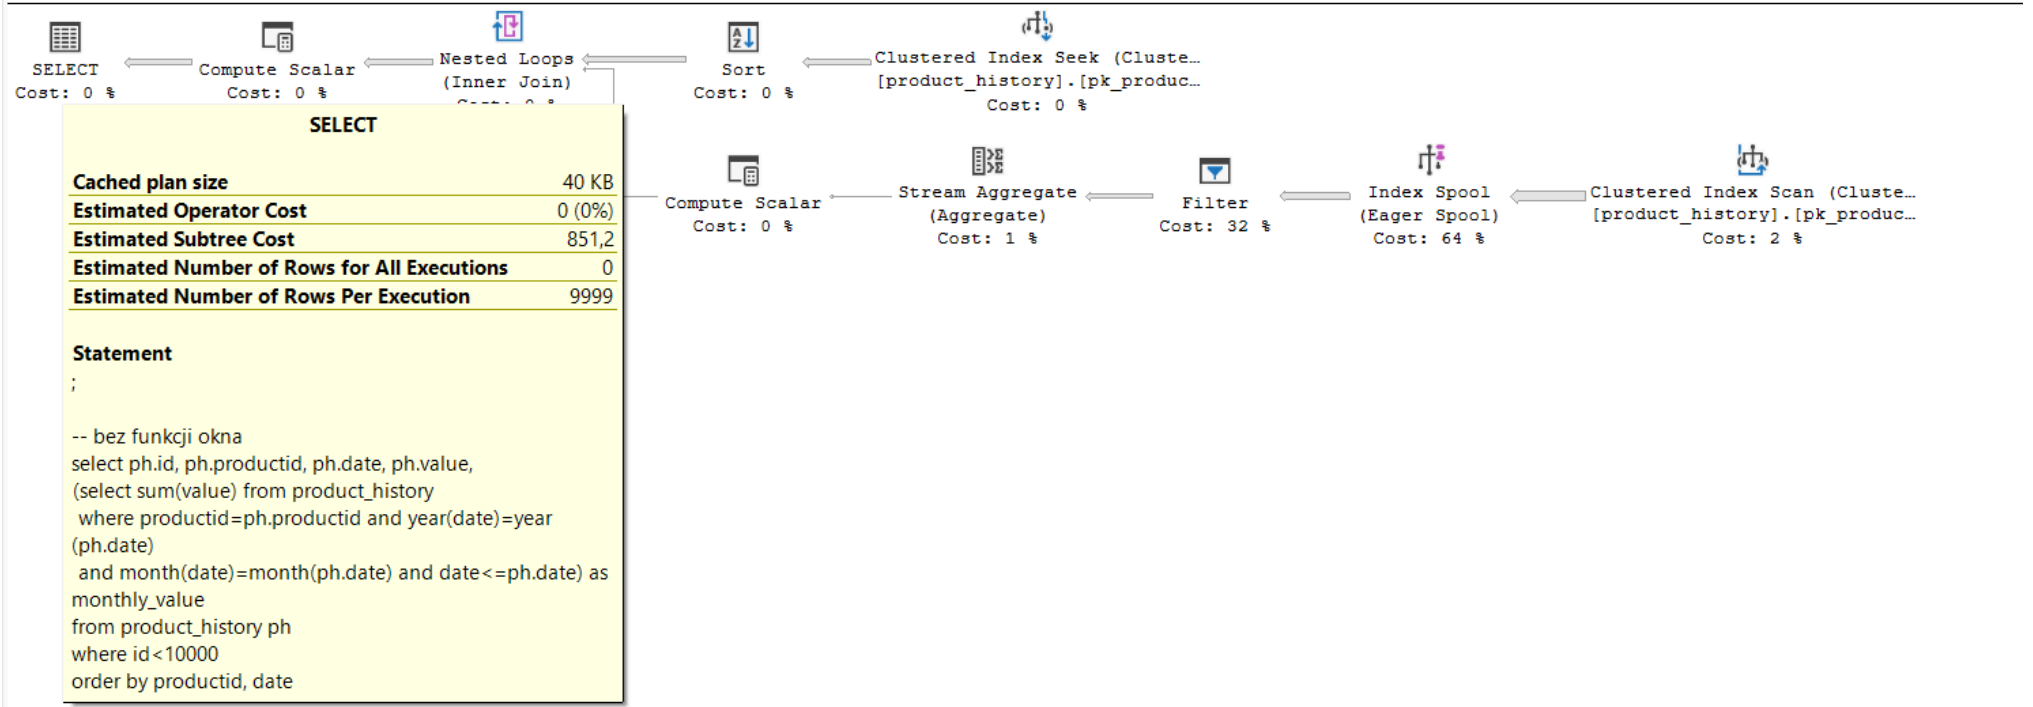 SELECT
Cost: 0 %
Compute Scalar
Cost: 0 %
Nested Loops
(Inner Join)
Sort
Cost: 0 %
Clustered Index Seek (Cluste…
[product_history].[pk_produc…
Cost: 0 %
Compute Scalar
Cost: 0 %
Stream Aggregate
(Aggregate)
Cost: 1 %
Filter
Cost: 32 %
Index Spool
(Eager Spool)
Cost: 64 %
Clustered Index Scan (Cluste…
[product_history].[pk_produc…
Cost: 2 %
SELECT
Cached plan size 40 KB
Estimated Operator Cost 0 (0%)
Estimated Subtree Cost 851,2
Estimated Number of Rows for All Executions 0
Estimated Number of Rows Per Execution 9999
Statement
;
-- bez funkcji okna
select ph.id, ph.productid, ph.date, ph.value,
(select sum(value) from product_history
where productid=ph.productid and year(date)=year
(ph.date)
and month(date)=month(ph.date) and date<=ph.date) as
monthly_value
from product_history ph
where id<10000
order by productid, date